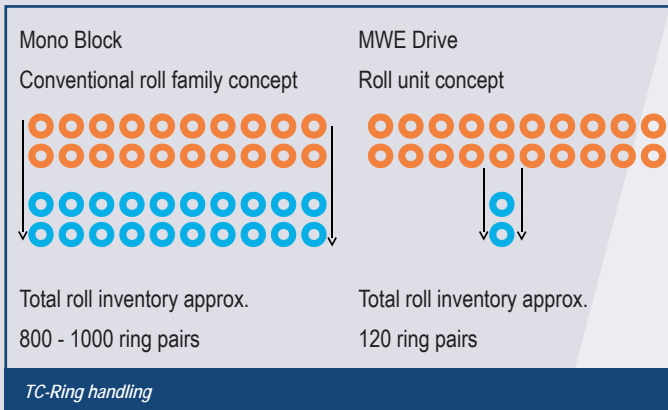 Mono Block
Conventional roll family concept
Total roll inventory approx.
800 - 1000 ring pairs
MWE Drive
Roll unit concept
Total roll inventory approx.
120 ring pairs
TC-Ring handling